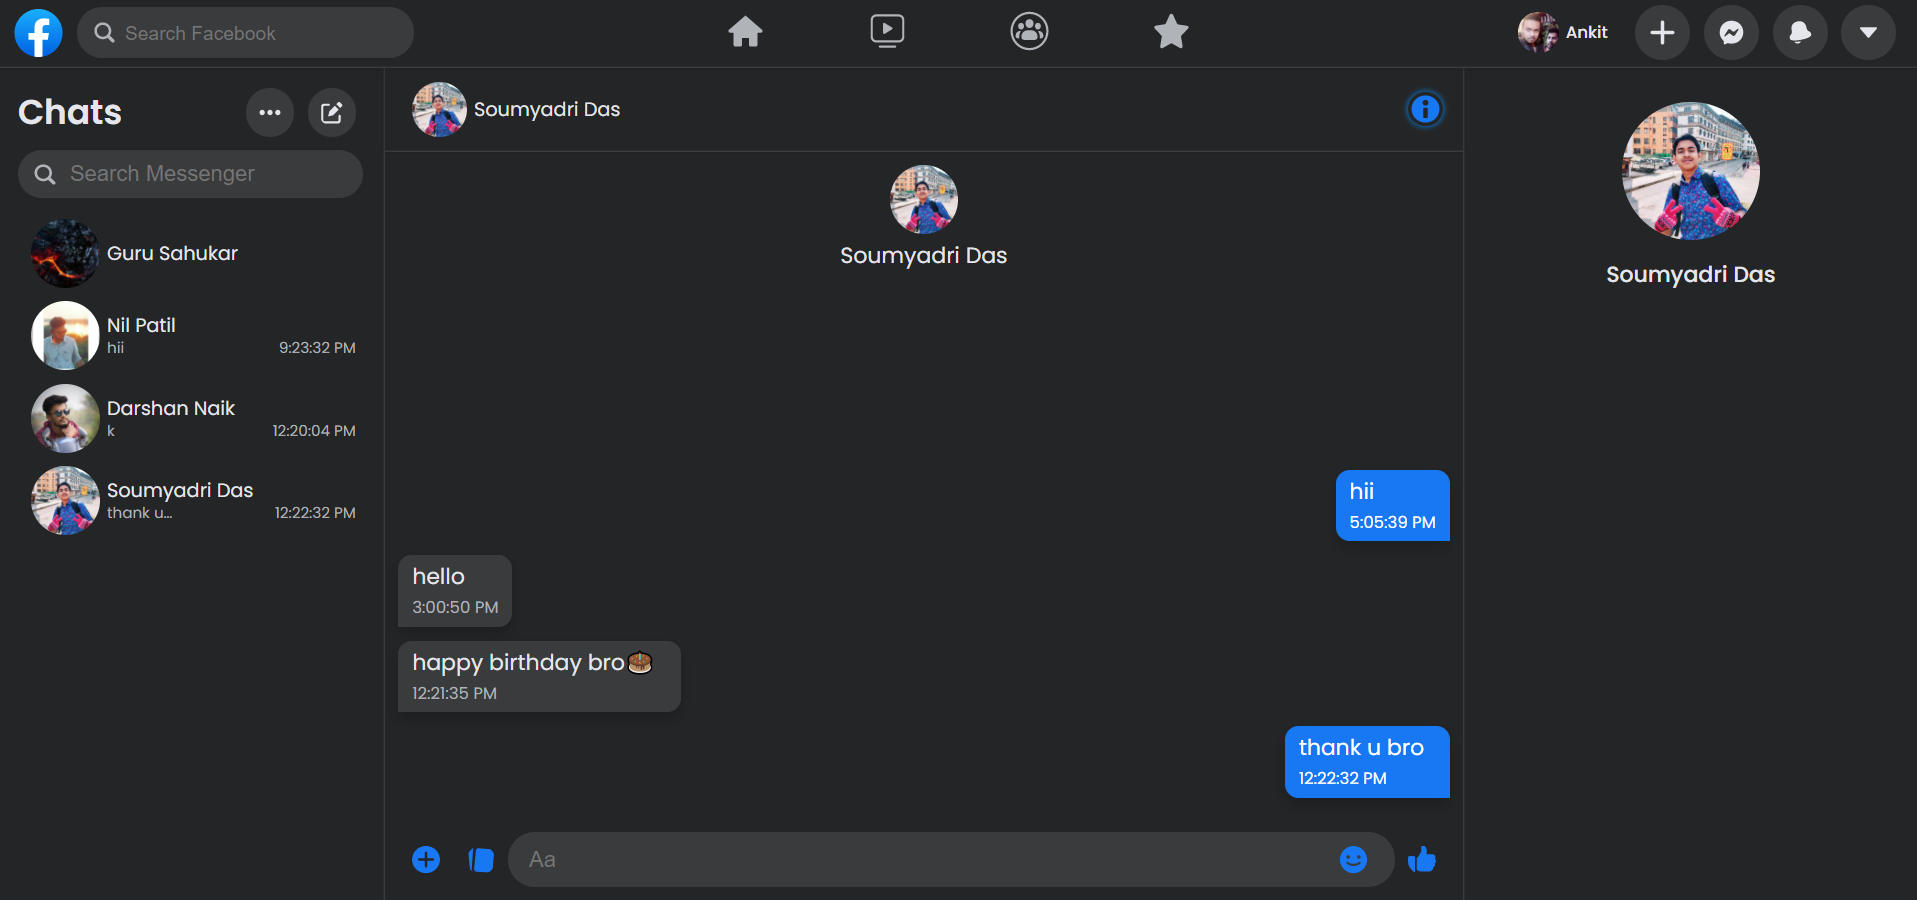 Search Facebook
Ankit
Chats
Search Messenger
Guru Sahukar
Nil Patil
hii 9:23:32 PM
Darshan Naik
k 12:20:04 PM
Soumyadri Das
thank u... 12:22:32 PM
Soumyadri Das
Soumyadri Das
hii
5:05:39 PM
hello
3:00:50 PM
happy birthday bro🎂
12:21:35 PM
thank u bro
12:22:32 PM
Aa
Soumyadri Das